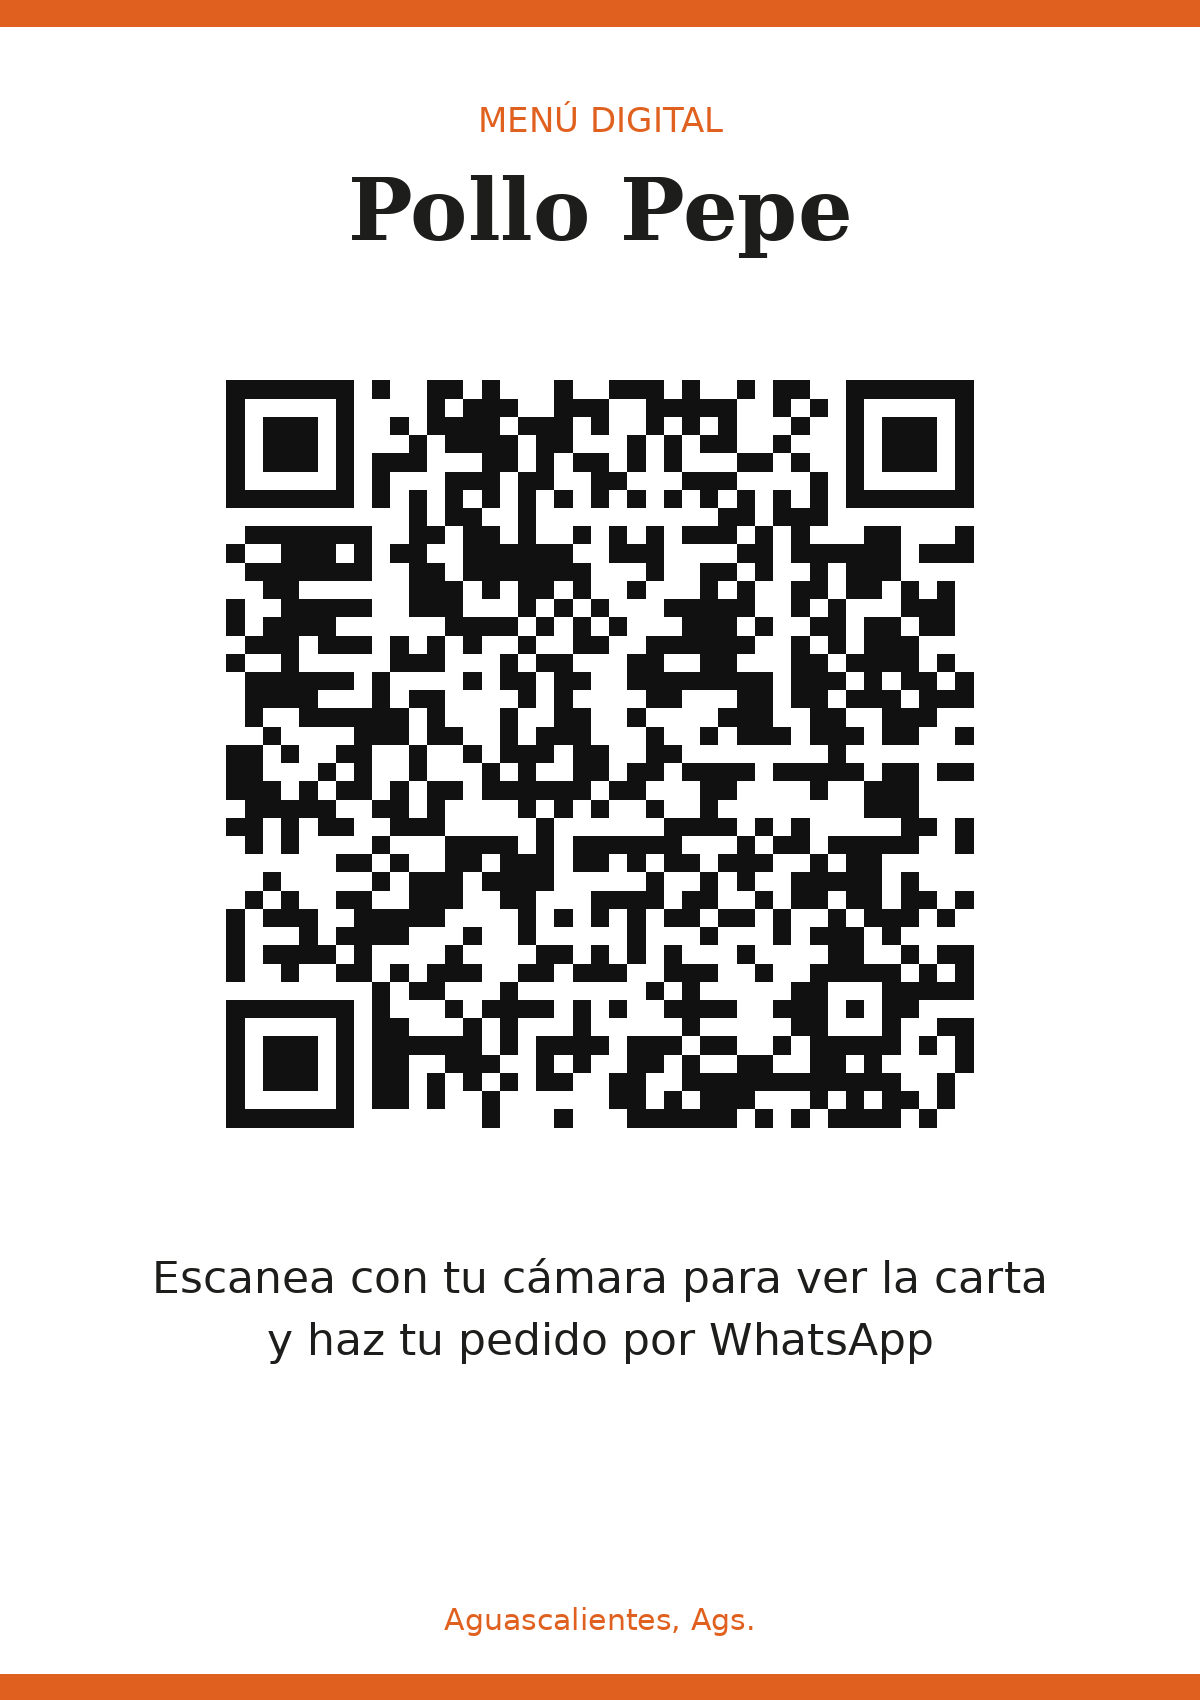 MENÚ DIGITAL
Pollo Pepe
Escanea con tu cámara para ver la carta
y haz tu pedido por WhatsApp
Aguascalientes, Ags.